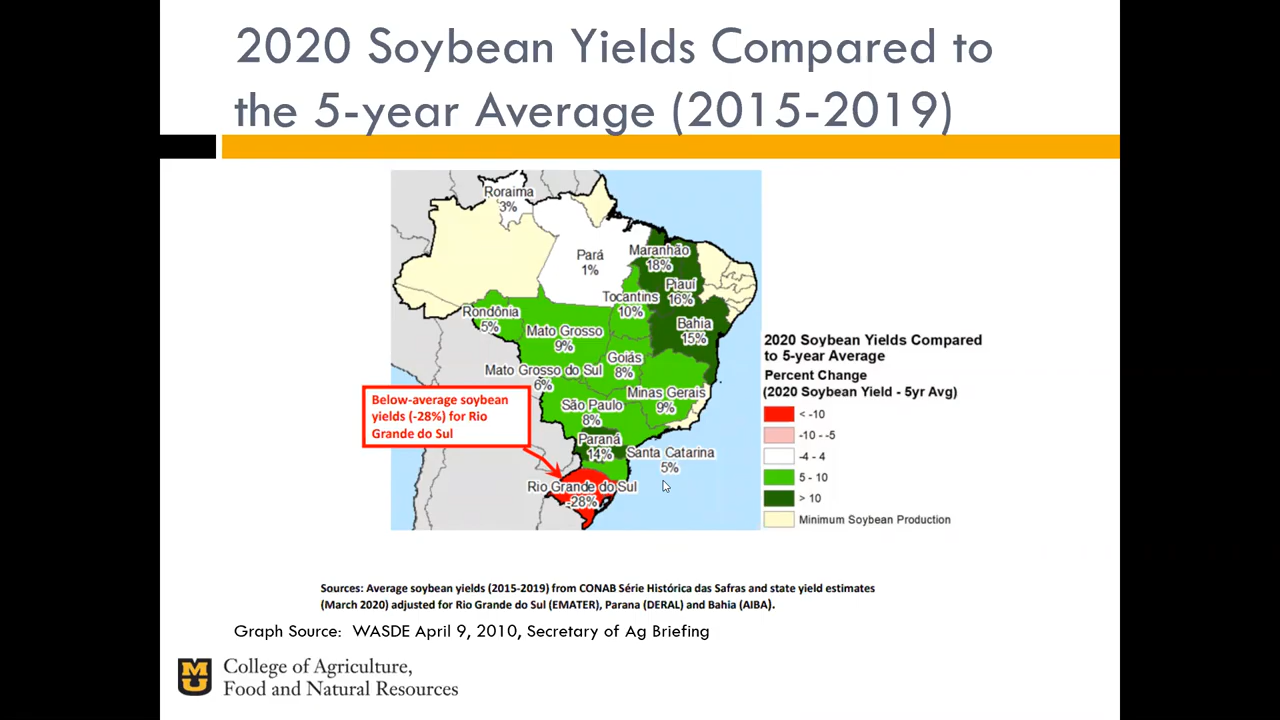 2020 Soybean Yields Compared to
the 5-year Average (2015-2019)
Roraima
3%
Pará
1%
Maranhão
18%
Piauí
16%
Tocantins
10%
Bahia
15%
Rondônia
5%
Mato Grosso
9%
Goiás
8%
Mato Grosso do Sul
6%
Minas Gerais
9%
São Paulo
8%
Paraná
14%
Santa Catarina
5%
Rio Grande do Sul
-28%
Below-average soybean
yields (-28%) for Rio
Grande do Sul
2020 Soybean Yields Compared
to 5-year Average
Percent Change
(2020 Soybean Yield - 5yr Avg)
< -10
-10 - -5
-4 - 4
5 - 10
> 10
Minimum Soybean Production
Sources: Average soybean yields (2015-2019) from CONAB Série Histórica das Safras and state yield estimates
(March 2020) adjusted for Rio Grande do Sul (EMATER), Parana (DERAL) and Bahia (AIBA).
Graph Source: WASDE April 9, 2010, Secretary of Ag Briefing
MU
College of Agriculture,
Food and Natural Resources